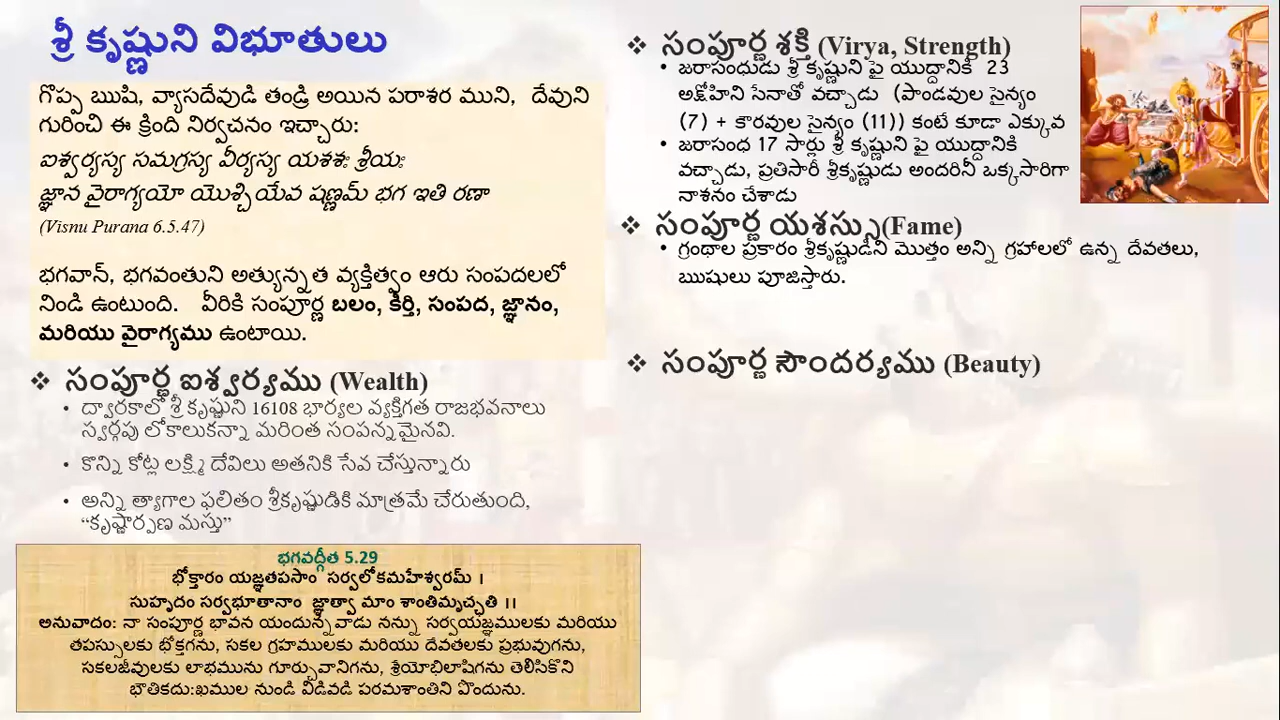 శ్రీ కృష్ణుని విభూతులు
గొప్ప ఋషి, వ్యాసదేవుడి తండ్రి అయిన పరాశర ముని, దేవుని
గురించి ఈ క్రింది నిర్వచనం ఇచ్చారు:
ఐశ్వర్యస్య సమగ్రస్య వీర్యస్య యశశః శ్రీయః
జ్ఞాన వైరాగ్యయో యొశ్చియేవ షణ్ణమ్ భగ ఇతి రణా
(Visnu Purana 6.5.47)
భగవాన్, భగవంతుని అత్యున్నత వ్యక్తిత్వం ఆరు సంపదలలో
నిండి ఉంటుంది. వీరికి సంపూర్ణ బలం, కీర్తి, సంపద, జ్ఞానం,
మరియు వైరాగ్యము ఉంటాయి.
❖ సంపూర్ణ ఐశ్వర్యము (Wealth)
• ద్వారకాలో శ్రీ కృష్ణుని 16108 భార్యల వ్యక్తిగత రాజభవనాలు
స్వర్గపు లోకాలుకన్నా మరింత సంపన్నమైనవి.
• కొన్ని కోట్ల లక్ష్మి దేవిలు అతనికి సేవ చేస్తున్నారు
• అన్ని త్యాగాల ఫలితం శ్రీకృష్ణుడికి మాత్రమే చేరుతుంది,
“కృష్ణార్పణ మస్తు”
భగవద్గీత 5.29
భోక్తారం యజ్ఞతపసాం సర్వలోకమహేశ్వరమ్ ।
సుహృదం సర్వభూతానాం జ్ఞాత్వా మాం శాంతిమృచ్ఛతి ।।
అనువాదం: నా సంపూర్ణ భావన యందున్నవాడు నన్ను సర్వయజ్ఞములకు మరియు
తపస్సులకు భోక్తగను, సకల గ్రహములకు మరియు దేవతలకు ప్రభువుగను,
సకలజీవులకు లాభమును గూర్చువానిగను, శ్రేయోభిలాషిగను తెలిసికొని
భౌతికదు:ఖముల నుండి విడివడి పరమశాంతిని పొందును.
❖ సంపూర్ణ శక్తి (Virya, Strength)
• జరాసంధుడు శ్రీ కృష్ణుని పై యుద్దానికి 23
అక్షోహిని సేనాతో వచ్చాడు (పాండవుల సైన్యం
(7) + కౌరవుల సైన్యం (11)) కంటే కూడా ఎక్కువ
• జరాసంధ 17 సార్లు శ్రీ కృష్ణుని పై యుద్దానికి
వచ్చాడు, ప్రతిసారీ శ్రీకృష్ణుడు అందరినీ ఒక్కసారిగా
నాశనం చేశాడు
❖ సంపూర్ణ యశస్సు(Fame)
• గ్రంథాల ప్రకారం శ్రీకృష్ణుడిని మొత్తం అన్ని గ్రహాలలో ఉన్న దేవతలు,
ఋషులు పూజిస్తారు.
❖ సంపూర్ణ సౌందర్యము (Beauty)